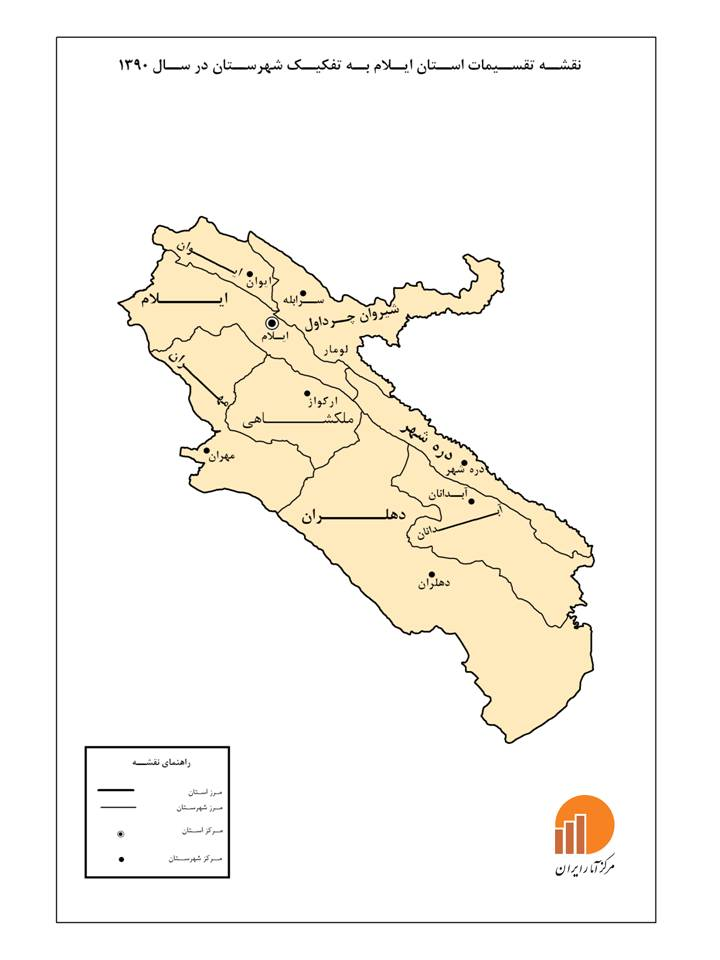 نقشه تقسیمات استان ایلام به تفکیک شهرستان در سال ۱۳۹۰
ایوان
ایوان
سرابله
ایلام
شیروان چرداول
ایلام
لومار
مهران
ارکواز
ملکشاهی
دره شهر
مهران
دره شهر
آبدانان
آبدانان
دهلران
دهلران
راهنمای نقشه
مرز استان
مرز شهرستان
مرکز استان
مرکز شهرستان
مرکز آمار ایران